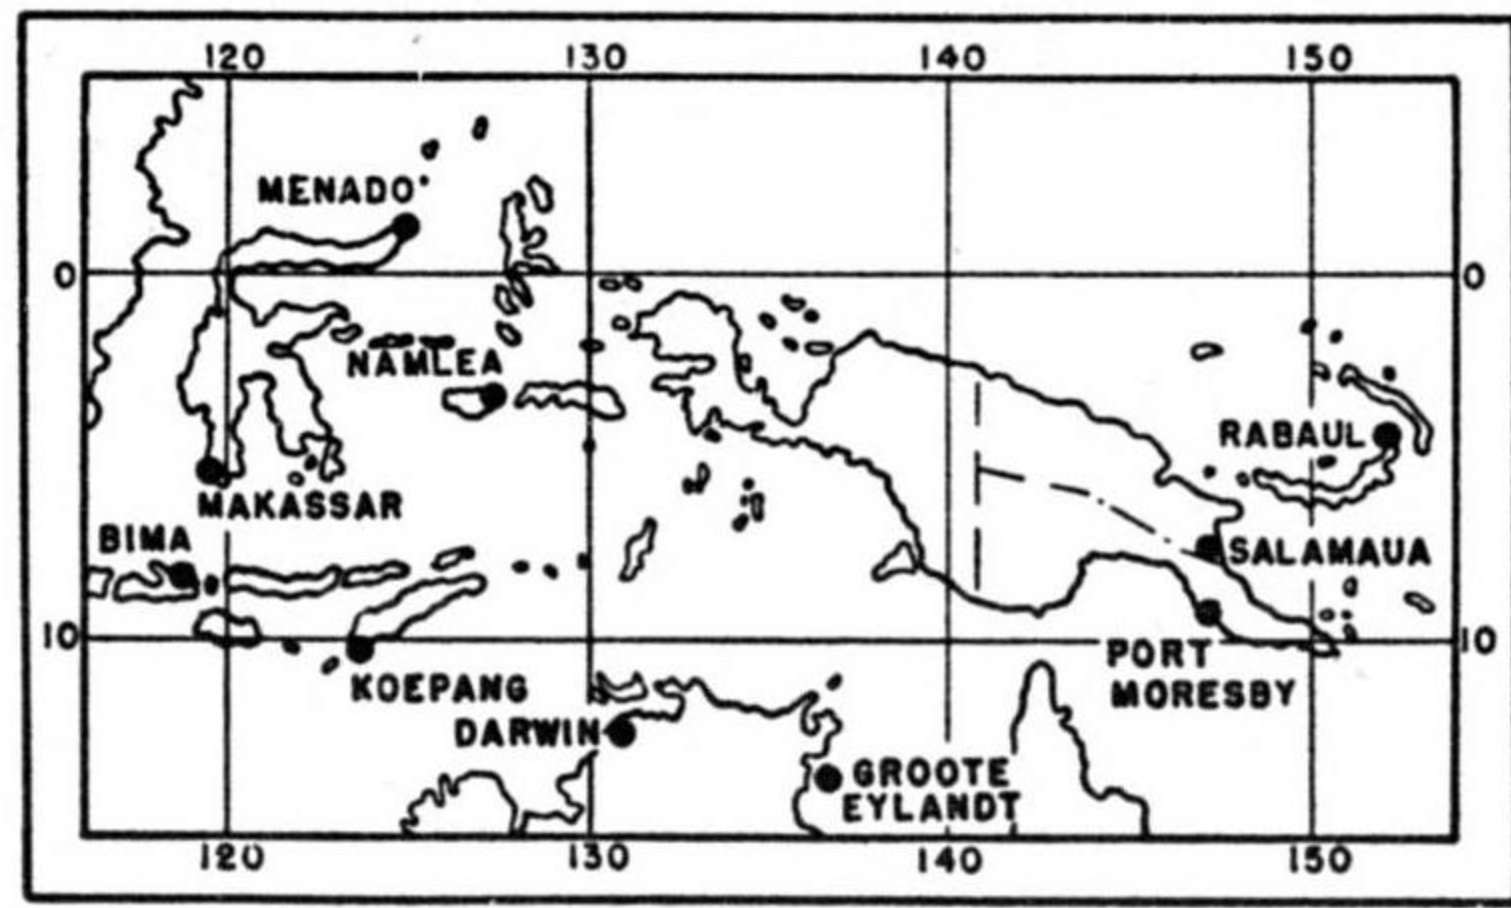 120 130 140 150
MENADO
0 0
NAMLEA
RABAUL
MAKASSAR
BIMA
SALAMAUA
10 10
PORT
MORESBY
KOEPANG
DARWIN
GROOTE
EYLANDT
120 130 140 150